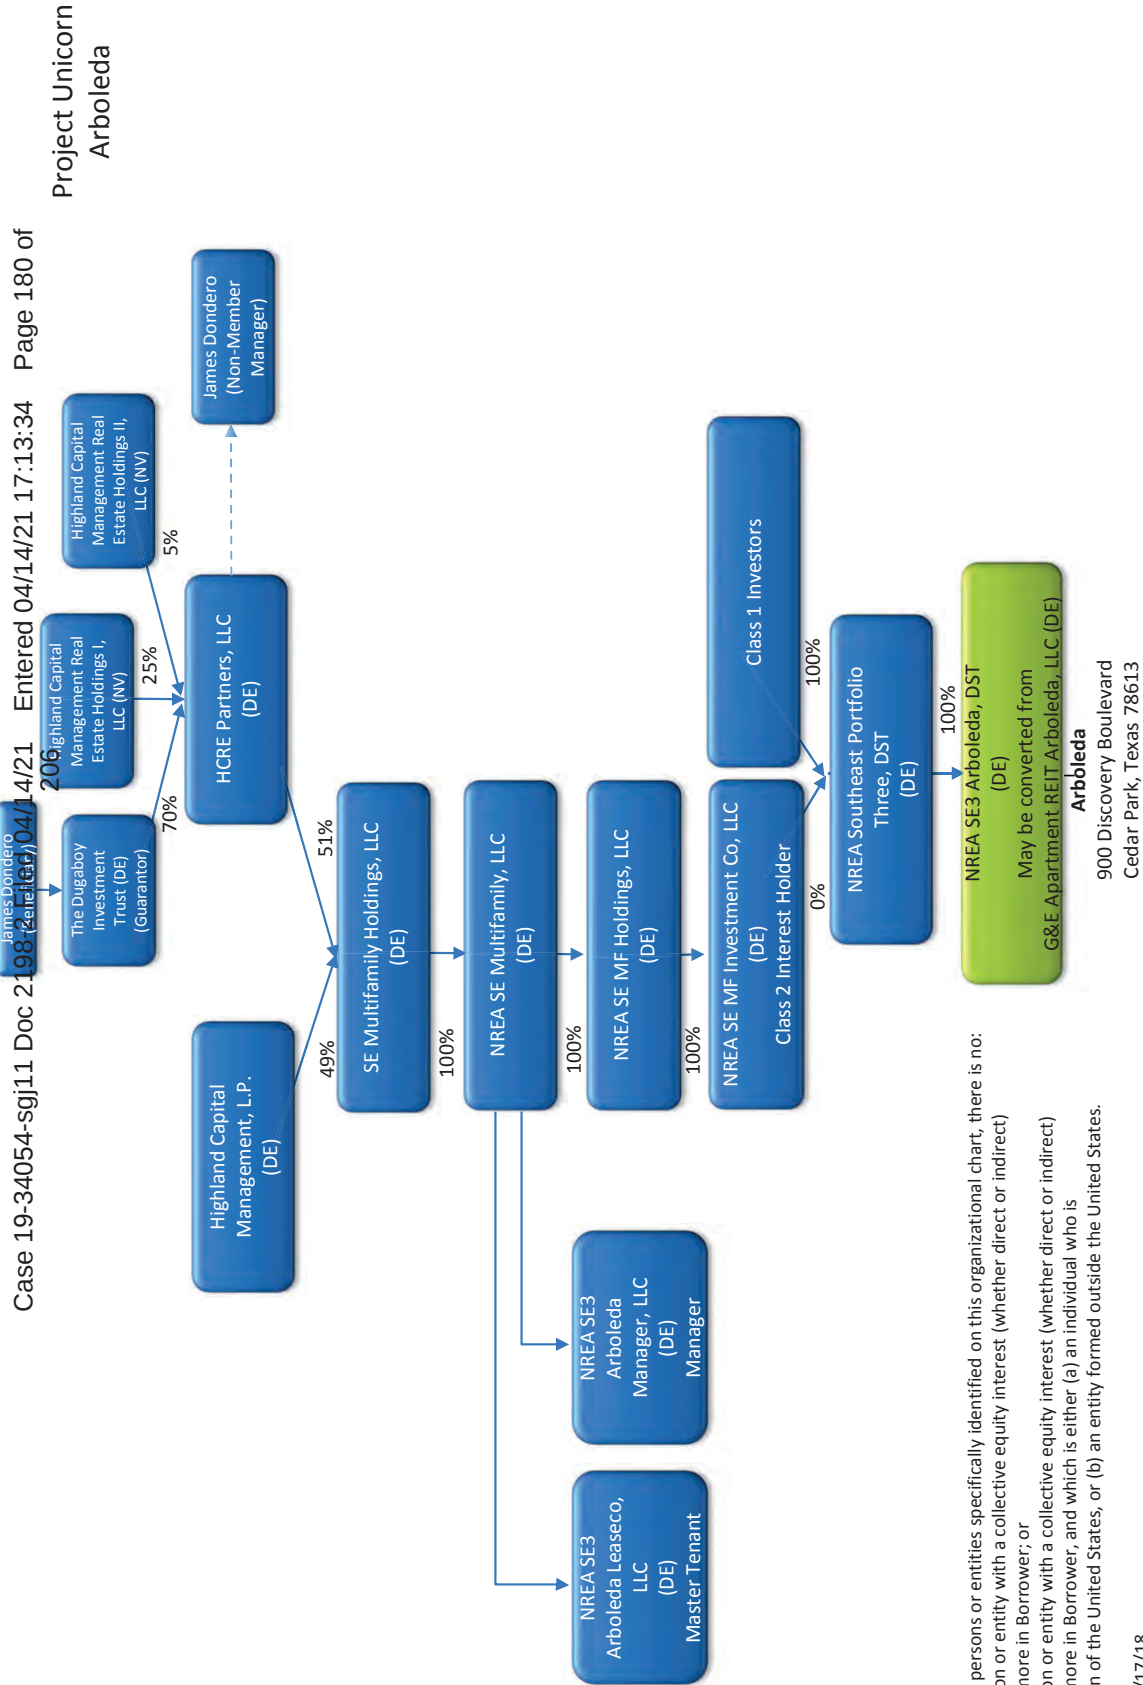 Case 19-34054-sgj11 Doc 2198-2 Filed 04/14/21 Entered 04/14/21 17:13:34 Page 180 of
206
Project Unicorn
Arboleda
James Dondero
The Dugaboy
Investment
Trust (DE)
(Guarantor)
Highland Capital
Management Real
Estate Holdings I,
LLC (NV)
Highland Capital
Management Real
Estate Holdings II,
LLC (NV)
70%
25%
5%
Highland Capital
Management, L.P.
(DE)
HCRE Partners, LLC
(DE)
James Dondero
(Non-Member
Manager)
49%
51%
SE Multifamily Holdings, LLC
(DE)
100%
NREA SE Multifamily, LLC
(DE)
100%
NREA SE3
Arboleda Leaseco,
LLC
(DE)
Master Tenant
NREA SE3
Arboleda
Manager, LLC
(DE)
Manager
NREA SE MF Holdings, LLC
(DE)
100%
NREA SE MF Investment Co, LLC
(DE)
Class 2 Interest Holder
Class 1 Investors
0%
100%
NREA Southeast Portfolio
Three, DST
(DE)
100%
NREA SE3 Arboleda, DST
(DE)
May be converted from
G&E Apartment REIT Arboleda, LLC (DE)
Arboleda
900 Discovery Boulevard
Cedar Park, Texas 78613
persons or entities specifically identified on this organizational chart, there is no:
on or entity with a collective equity interest (whether direct or indirect)
more in Borrower; or
on or entity with a collective equity interest (whether direct or indirect)
more in Borrower, and which is either (a) an individual who is
n of the United States, or (b) an entity formed outside the United States.
/17/18